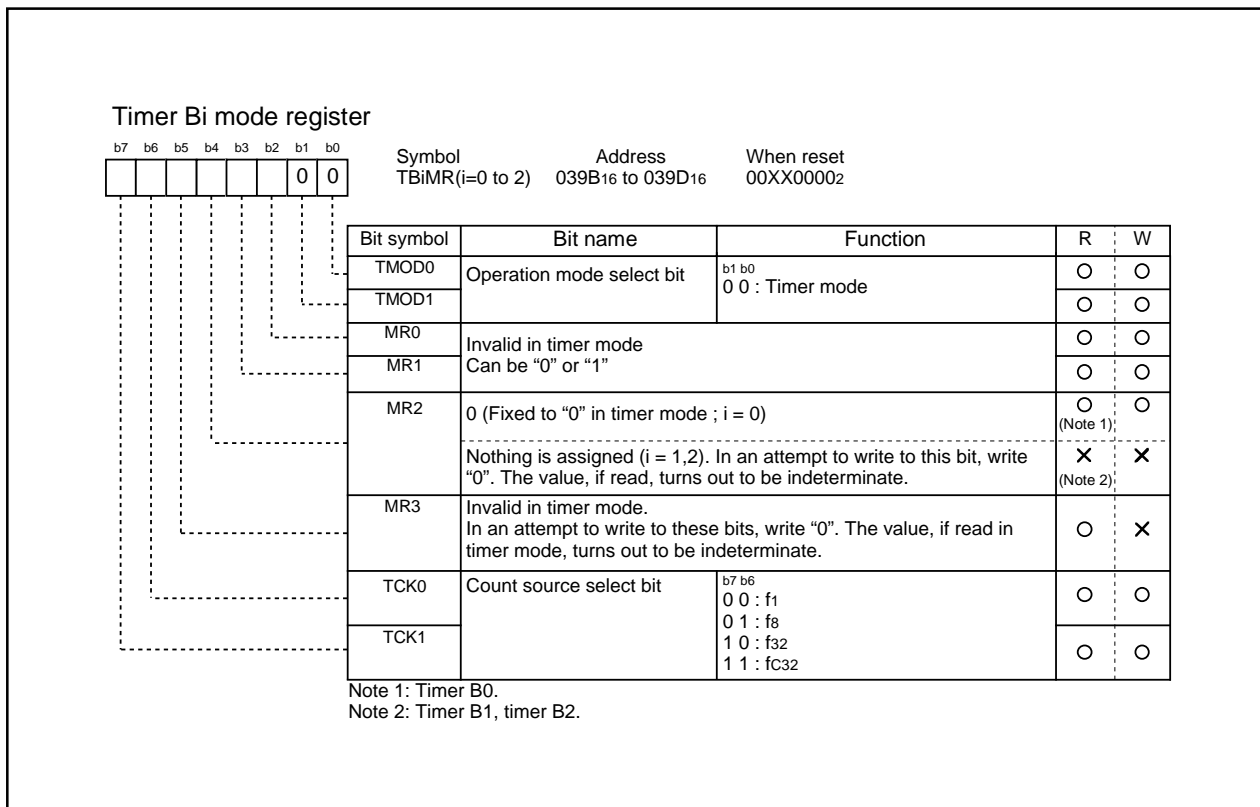 Timer Bi mode register
b7 b6 b5 b4 b3 b2 b1 b0
0 0
Symbol Address When reset
TBiMR(i=0 to 2) 039B16 to 039D16 00XX00002
Bit symbol Bit name Function R W
TMOD0 Operation mode select bit b1 b0
0 0 : Timer mode
TMOD1
MR0 Invalid in timer mode
MR1 Can be “0” or “1”
MR2 0 (Fixed to “0” in timer mode ; i = 0)
(Note 1)
Nothing is assigned (i = 1,2). In an attempt to write to this bit, write
“0”. The value, if read, turns out to be indeterminate.
(Note 2)
MR3 Invalid in timer mode.
In an attempt to write to these bits, write “0”. The value, if read in
timer mode, turns out to be indeterminate.
TCK0 Count source select bit b7 b6
0 0 : f1
0 1 : f8
TCK1 1 0 : f32
1 1 : fC32
Note 1: Timer B0.
Note 2: Timer B1, timer B2.